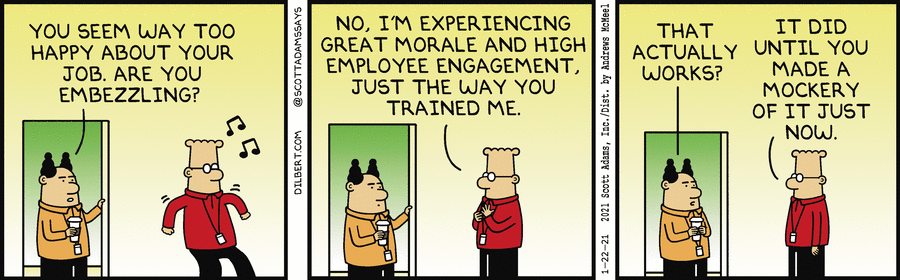 YOU SEEM WAY TOO
HAPPY ABOUT YOUR
JOB. ARE YOU
EMBEZZLING?
DILBERT.COM @SCOTTADAMSSAYS
NO, I'M EXPERIENCING
GREAT MORALE AND HIGH
EMPLOYEE ENGAGEMENT,
JUST THE WAY YOU
TRAINED ME.
1-22-21 2021 Scott Adams, Inc./Dist. by Andrews McMeel
THAT
ACTUALLY
WORKS?
IT DID
UNTIL YOU
MADE A
MOCKERY
OF IT JUST
NOW.